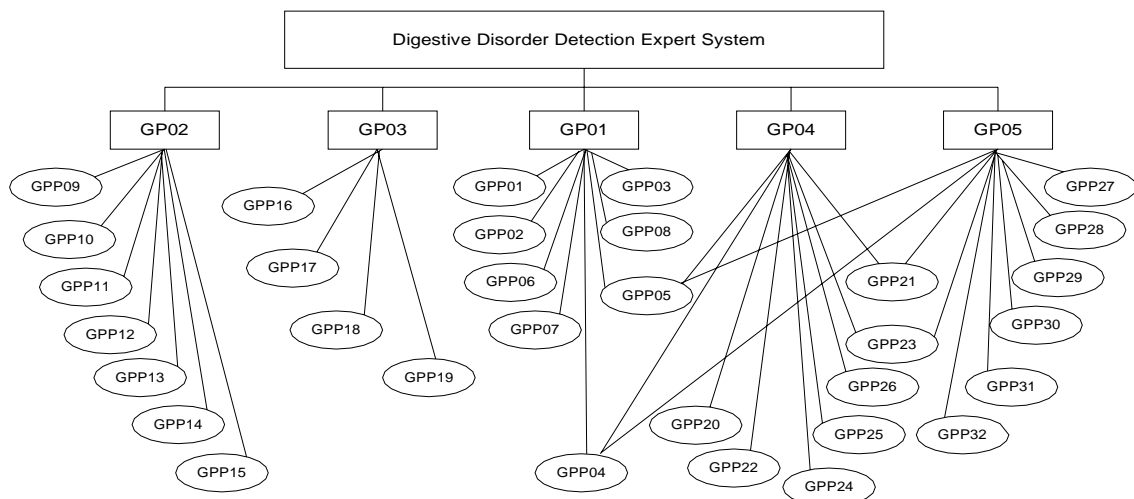 Digestive Disorder Detection Expert System
GP02
GP03
GP01
GP04
GP05
GPP09
GPP10
GPP11
GPP12
GPP13
GPP14
GPP15
GPP16
GPP17
GPP18
GPP19
GPP01
GPP02
GPP06
GPP07
GPP03
GPP08
GPP05
GPP04
GPP20
GPP22
GPP24
GPP25
GPP26
GPP23
GPP21
GPP27
GPP28
GPP29
GPP30
GPP31
GPP32